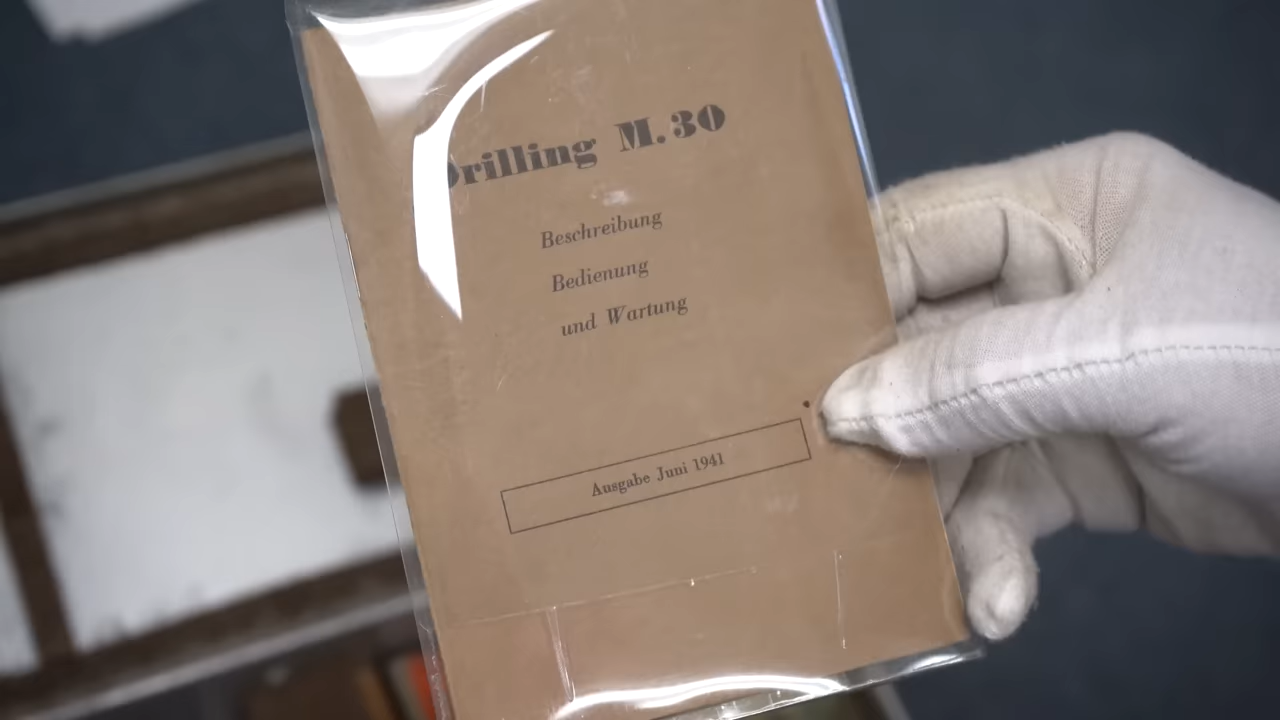 Drilling M.30
Beschreibung
Bedienung
und Wartung
Ausgabe Juni 1941